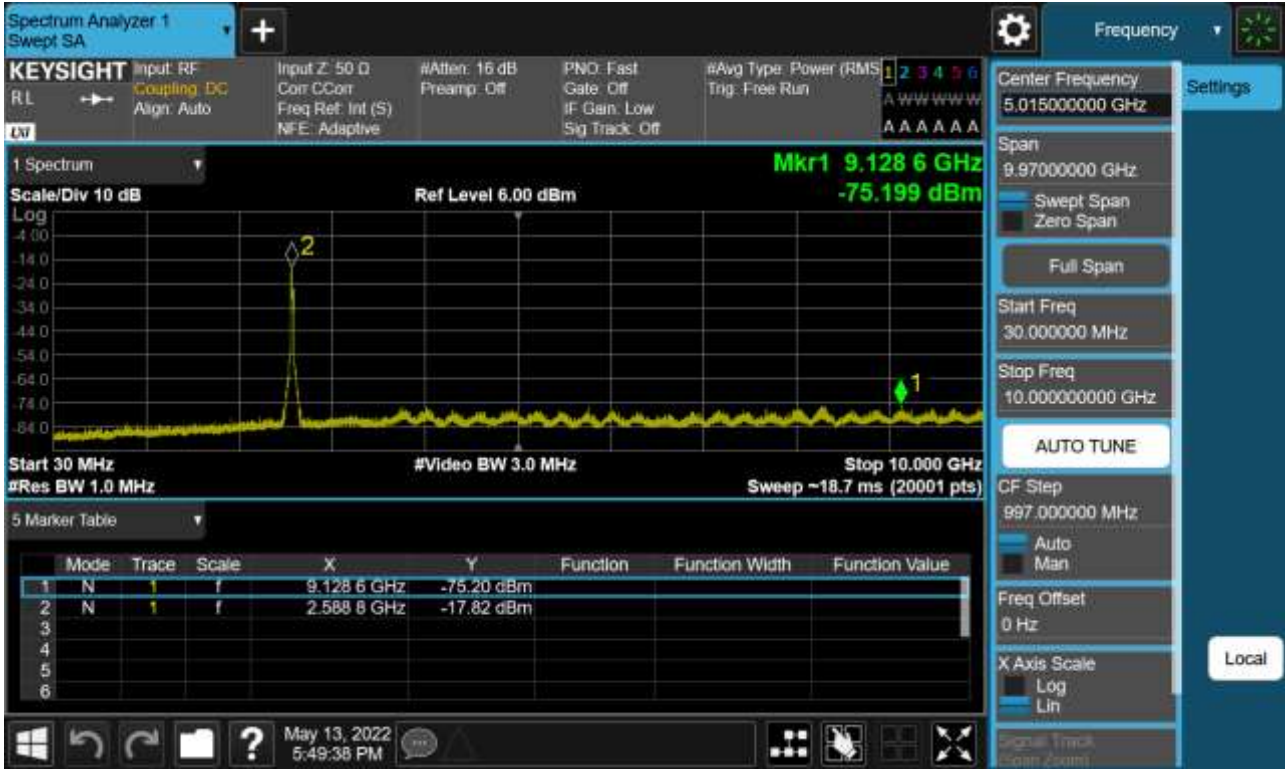 Spectrum Analyzer 1
Swept SA
Frequency
KEYSIGHT
RL
LXI
Input: RF
Coupling: DC
Align: Auto
Input Z: 50 Ω
Corr CCorr
Freq Ref: Int (S)
NFE: Adaptive
#Atten: 16 dB
Preamp: Off
PNO: Fast
Gate: Off
IF Gain: Low
Sig Track: Off
#Avg Type: Power (RMS
Trig: Free Run
1 2 3 4 5 6
A W W W W W
A A A A A A
1 Spectrum
Scale/Div 10 dB
Ref Level 6.00 dBm
Mkr1 9.128 6 GHz
-75.199 dBm
Log
-4.00
-14.0
-24.0
-34.0
-44.0
-54.0
-64.0
-74.0
-84.0
2
1
Start 30 MHz
#Video BW 3.0 MHz
Stop 10.000 GHz
#Res BW 1.0 MHz
Sweep ~18.7 ms (20001 pts)
5 Marker Table
Mode Trace Scale X Y Function Function Width Function Value
1 N 1 f 9.128 6 GHz -75.20 dBm
2 N 1 f 2.588 8 GHz -17.82 dBm
3
4
5
6
May 13, 2022
5:49:38 PM
?
Center Frequency
5.015000000 GHz
Span
9.97000000 GHz
Swept Span
Zero Span
Full Span
Start Freq
30.000000 MHz
Stop Freq
10.000000000 GHz
AUTO TUNE
CF Step
997.000000 MHz
Auto
Man
Freq Offset
0 Hz
X Axis Scale
Log
Lin
Signal Track
(Span Zoom)
Settings
Local